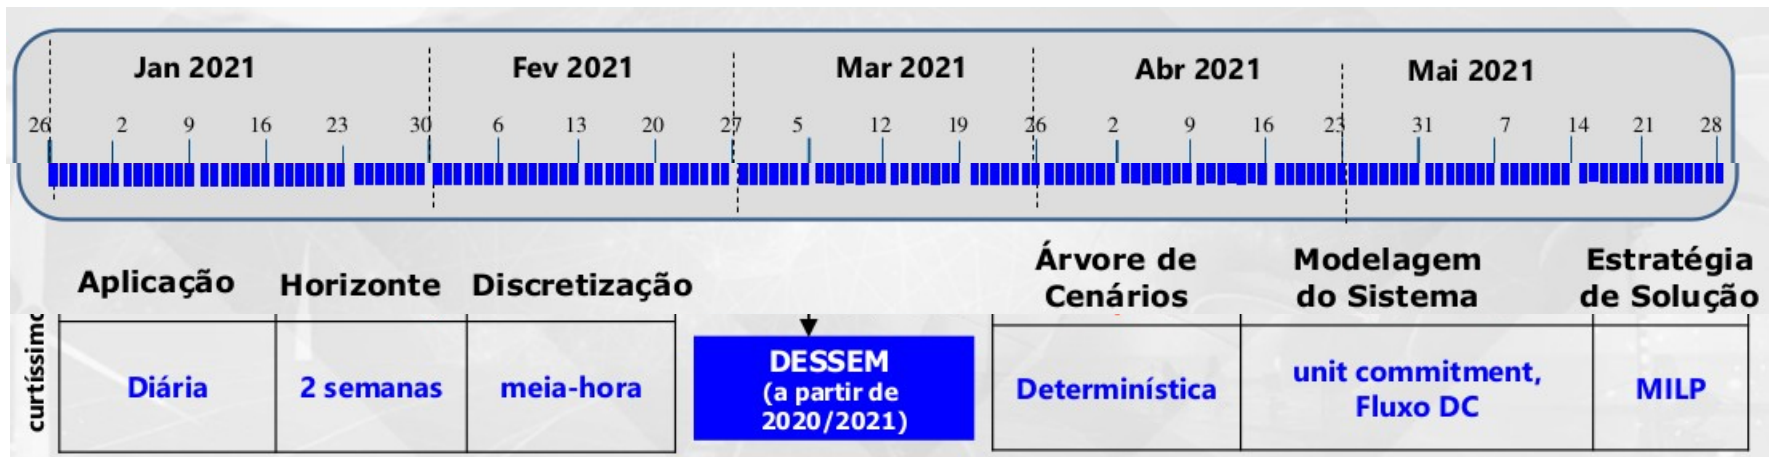 Jan 2021 Fev 2021 Mar 2021 Abr 2021 Mai 2021
26 2 9 16 23 30 6 13 20 27 5 12 19 26 2 9 16 23 31 7 14 21 28
Aplicação Horizonte Discretização Árvore de Cenários Modelagem do Sistema Estratégia de Solução
curtíssimo
Diária
2 semanas
meia-hora
DESSEM
(a partir de
2020/2021)
Determinística
unit commitment,
Fluxo DC
MILP